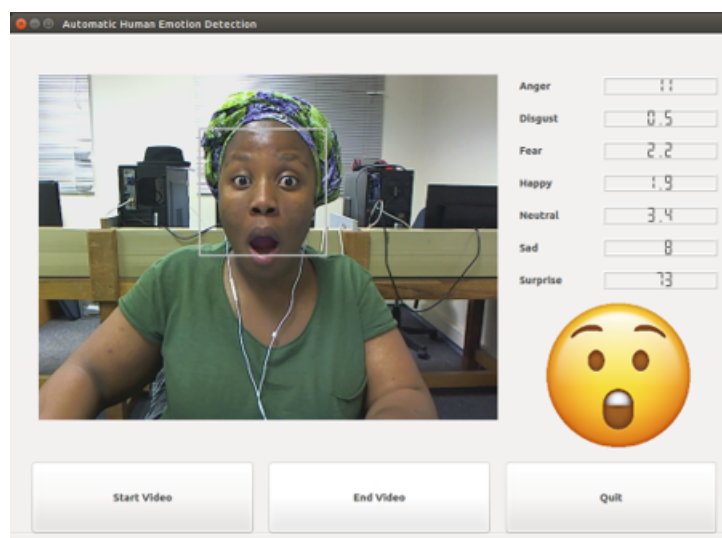 Automatic Human Emotion Detection
Anger 11
Disgust 0.5
Fear 2.2
Happy 1.9
Neutral 3.4
Sad 8
Surprise 73
Start Video
End Video
Quit